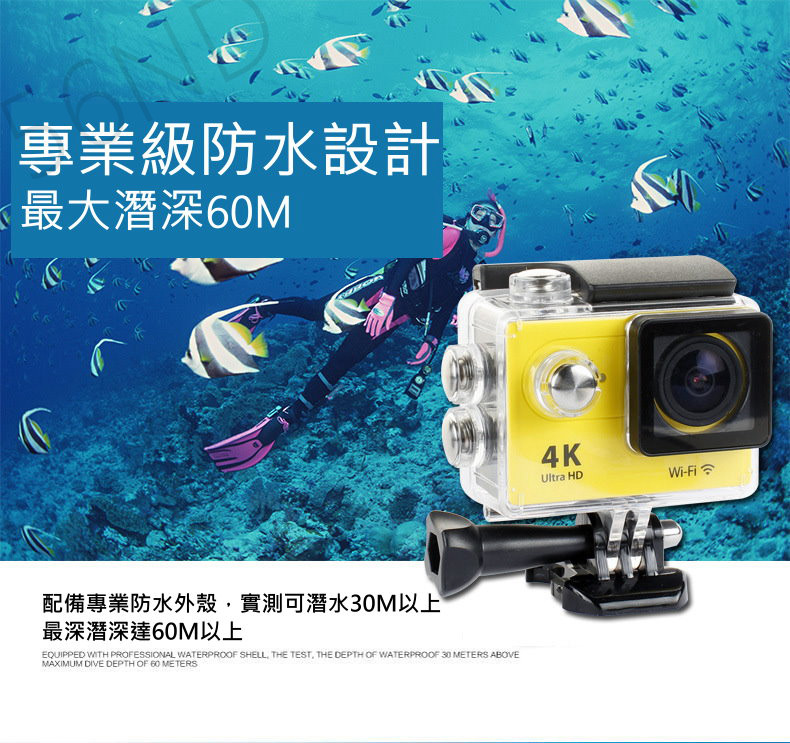 專業級防水設計
最大潛深60M
4K
Ultra HD
Wi-Fi
配備專業防水外殼，實測可潛水30M以上
最深潛深達60M以上
EQUIPPED WITH PROFESSIONAL WATERPROOF SHELL, THE TEST, THE DEPTH OF WATERPROOF 30 METERS ABOVE
MAXIMUM DIVE DEPTH OF 60 METERS